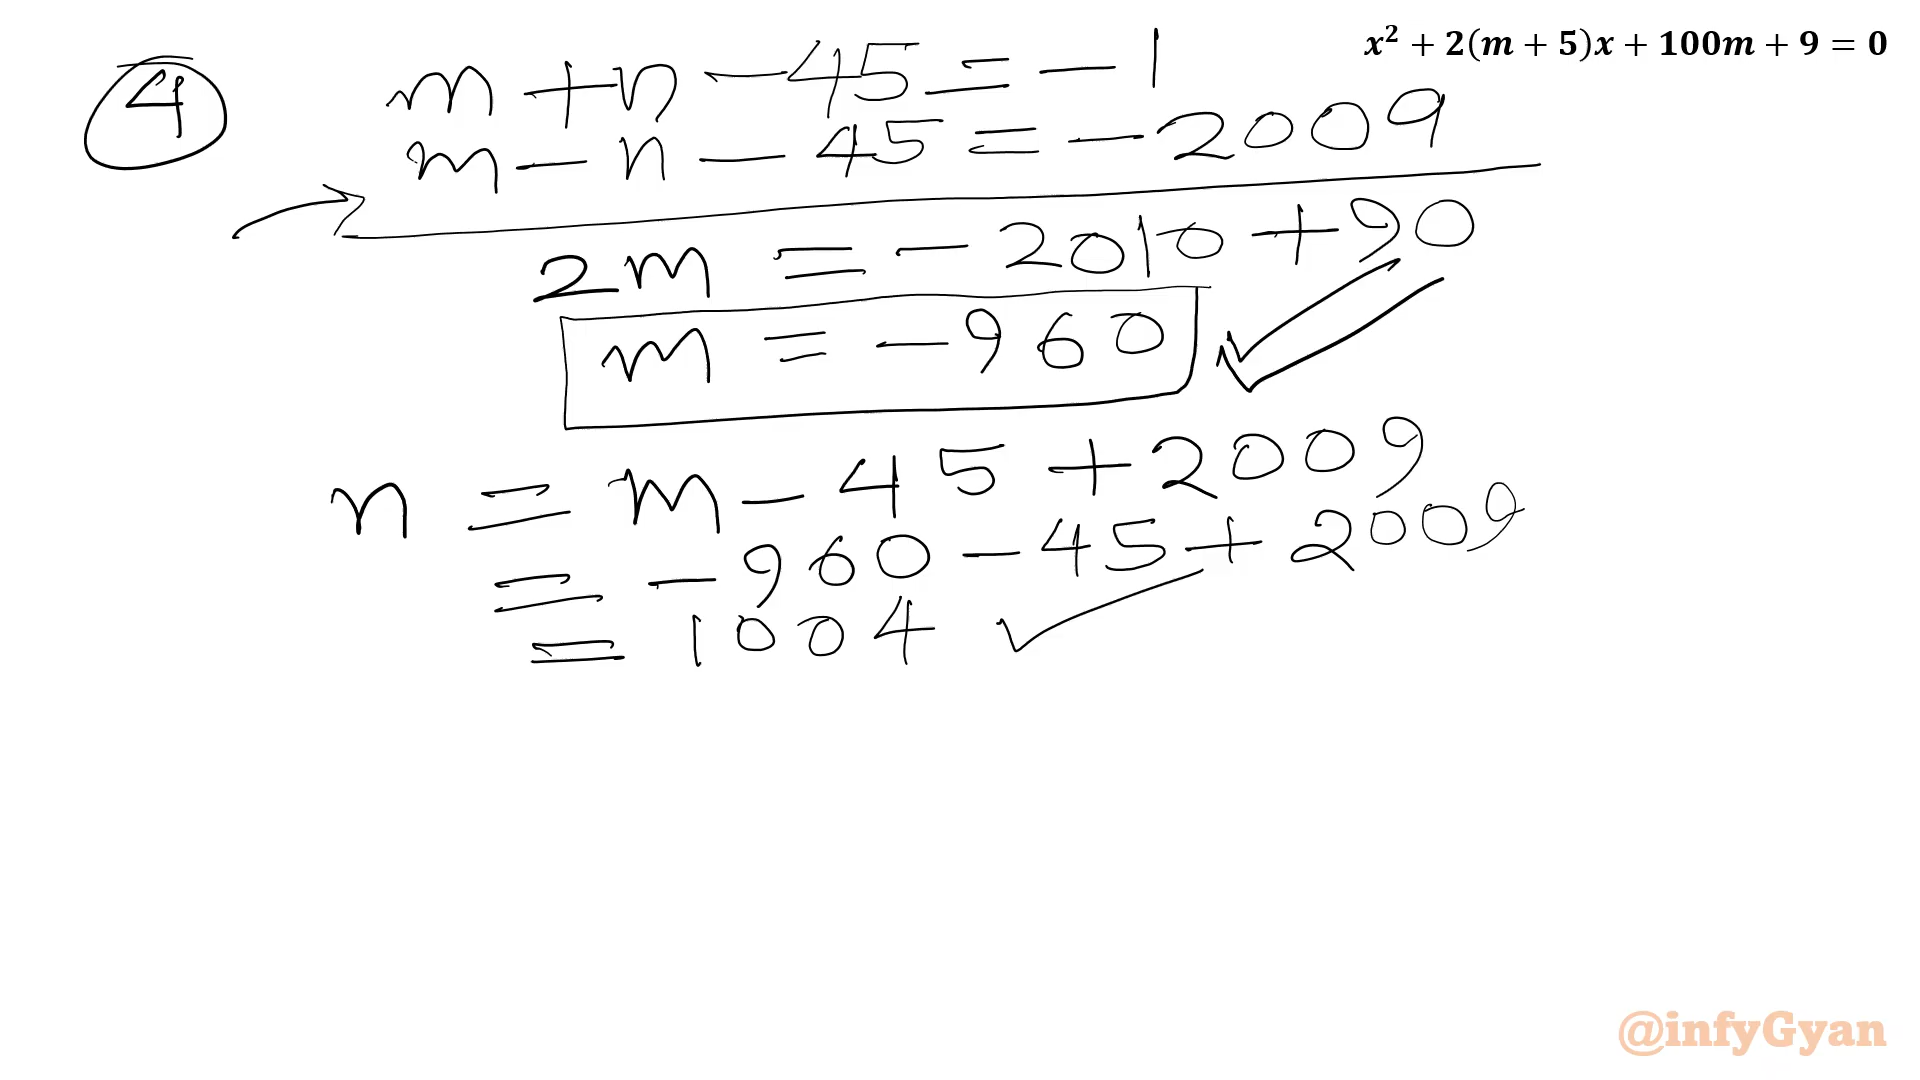 x² + 2(m + 5)x + 100m + 9 = 0
④
m + n - 45 = - 1
m - n - 45 = - 2009
2m = - 2010 + 90
m = - 960
n = m - 45 + 2009
= - 960 - 45 + 2009
= 1004
@infyGyan